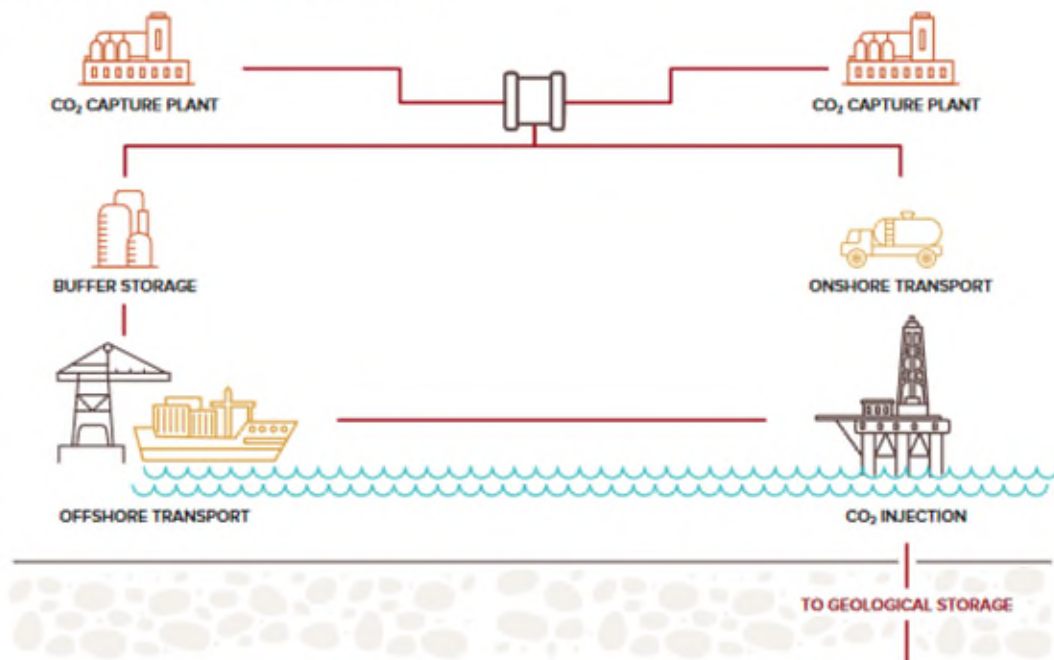 CO₂ CAPTURE PLANT
CO₂ CAPTURE PLANT
BUFFER STORAGE
ONSHORE TRANSPORT
OFFSHORE TRANSPORT
CO₂ INJECTION
TO GEOLOGICAL STORAGE